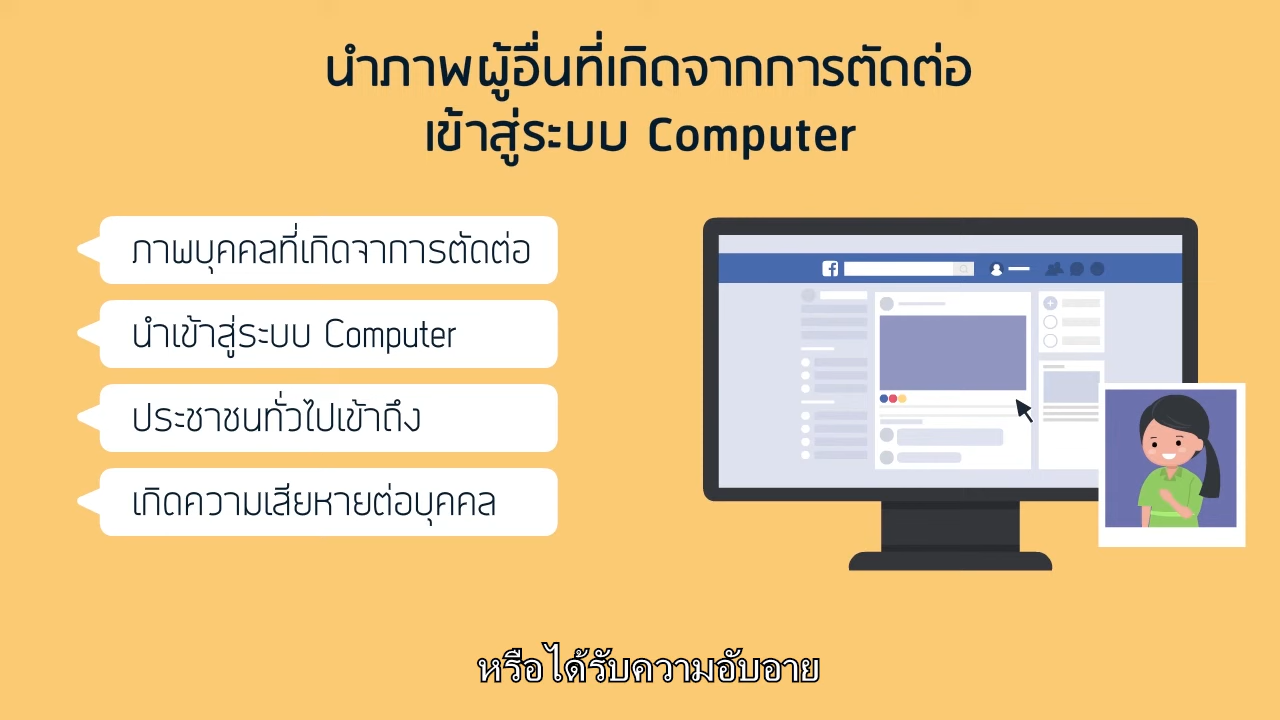 นำภาพผู้อื่นที่เกิดจากการตัดต่อ
เข้าสู่ระบบ Computer
ภาพบุคคลที่เกิดจาการตัดต่อ
นำเข้าสู่ระบบ Computer
ประชาชนทั่วไปเข้าถึง
เกิดความเสียหายต่อบุคคล
หรือได้รับความอับอาย